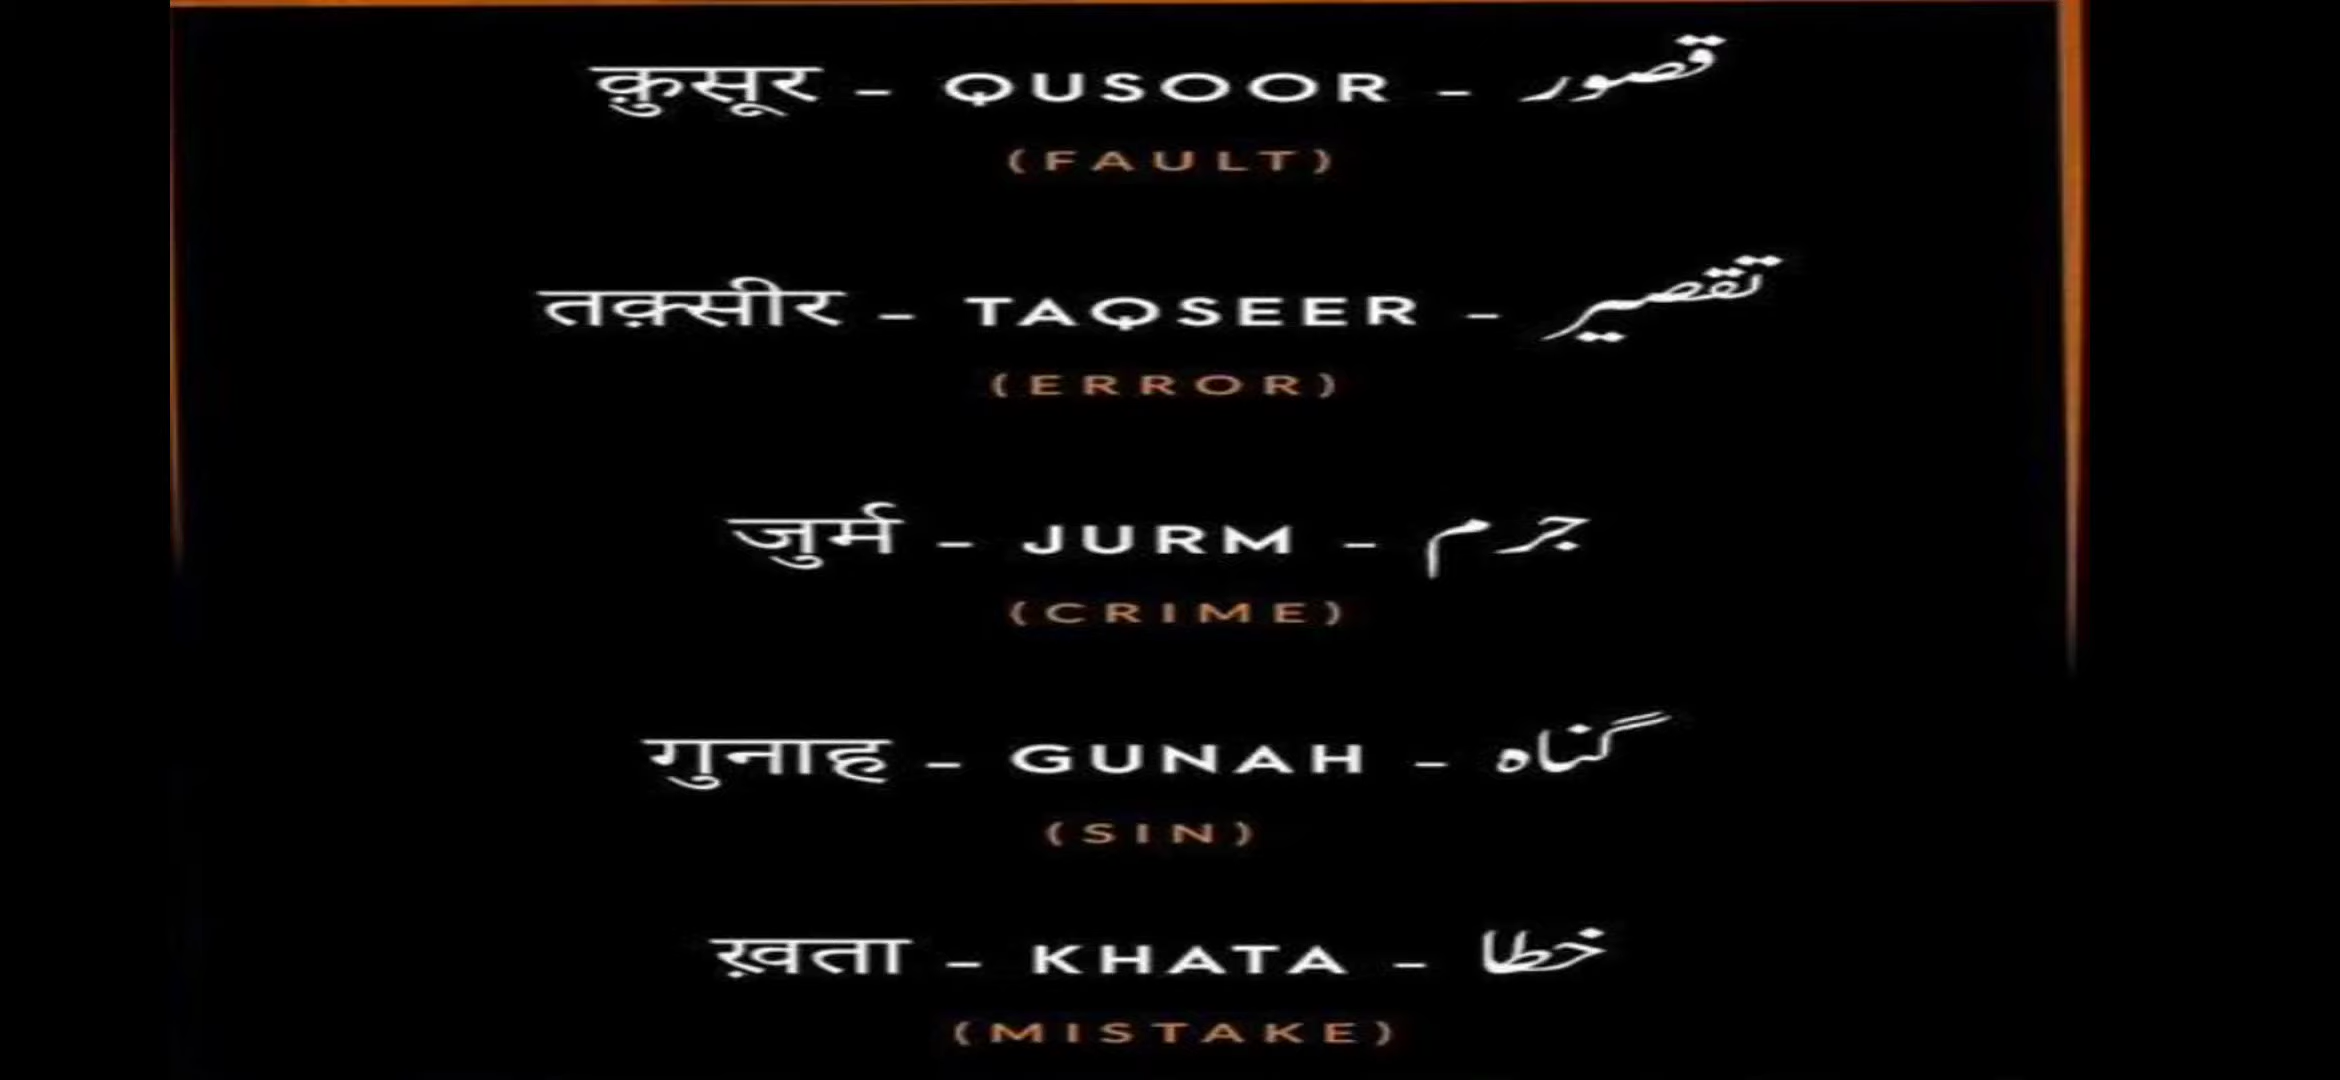 क़ुसूर – QUSOOR – قصور
(FAULT)
तक़्सीर – TAQSEER – تقصیر
(ERROR)
जुर्म – JURM – جرم
(CRIME)
गुनाह – GUNAH – گناہ
(SIN)
ख़ता – KHATA – خطا
(MISTAKE)